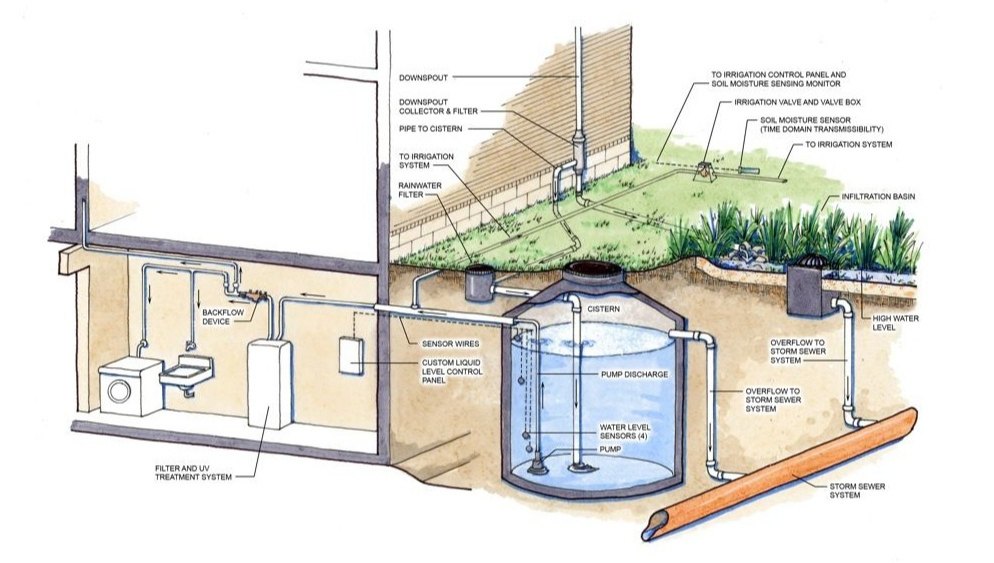 DOWNSPOUT
DOWNSPOUT
COLLECTOR & FILTER
PIPE TO CISTERN
TO IRRIGATION
SYSTEM
RAINWATER
FILTER
TO IRRIGATION CONTROL PANEL AND
SOIL MOISTURE SENSING MONITOR
IRRIGATION VALVE AND VALVE BOX
SOIL MOISTURE SENSOR
(TIME DOMAIN TRANSMISSIBILITY)
TO IRRIGATION SYSTEM
INFILTRATION BASIN
BACKFLOW
DEVICE
SENSOR WIRES
CUSTOM LIQUID
LEVEL CONTROL
PANEL
CISTERN
PUMP DISCHARGE
WATER LEVEL
SENSORS (4)
PUMP
HIGH WATER
LEVEL
OVERFLOW TO
STORM SEWER
SYSTEM
OVERFLOW TO
STORM SEWER
SYSTEM
FILTER AND UV
TREATMENT SYSTEM
STORM SEWER
SYSTEM